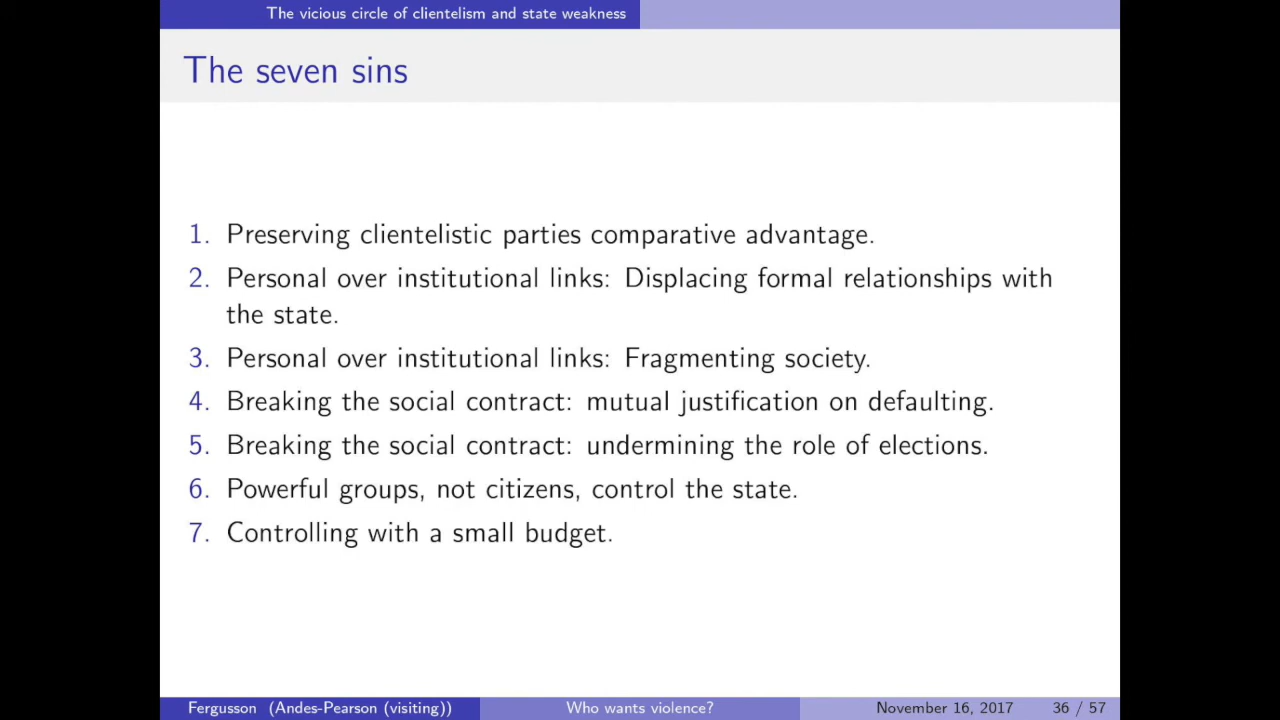 The vicious circle of clientelism and state weakness
The seven sins
1. Preserving clientelistic parties comparative advantage.
2. Personal over institutional links: Displacing formal relationships with
the state.
3. Personal over institutional links: Fragmenting society.
4. Breaking the social contract: mutual justification on defaulting.
5. Breaking the social contract: undermining the role of elections.
6. Powerful groups, not citizens, control the state.
7. Controlling with a small budget.
Fergusson (Andes-Pearson (visiting)) Who wants violence? November 16, 2017 36 / 57